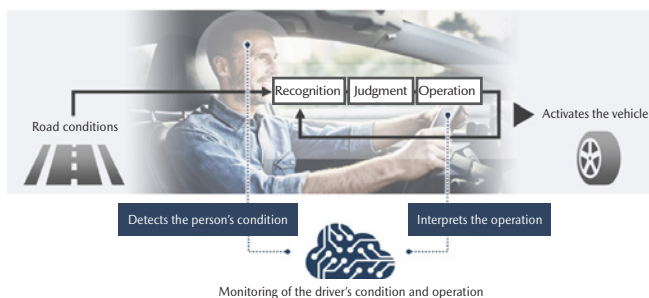 Recognition
Judgment
Operation
Road conditions
Activates the vehicle
Detects the person's condition
Interprets the operation
Monitoring of the driver's condition and operation